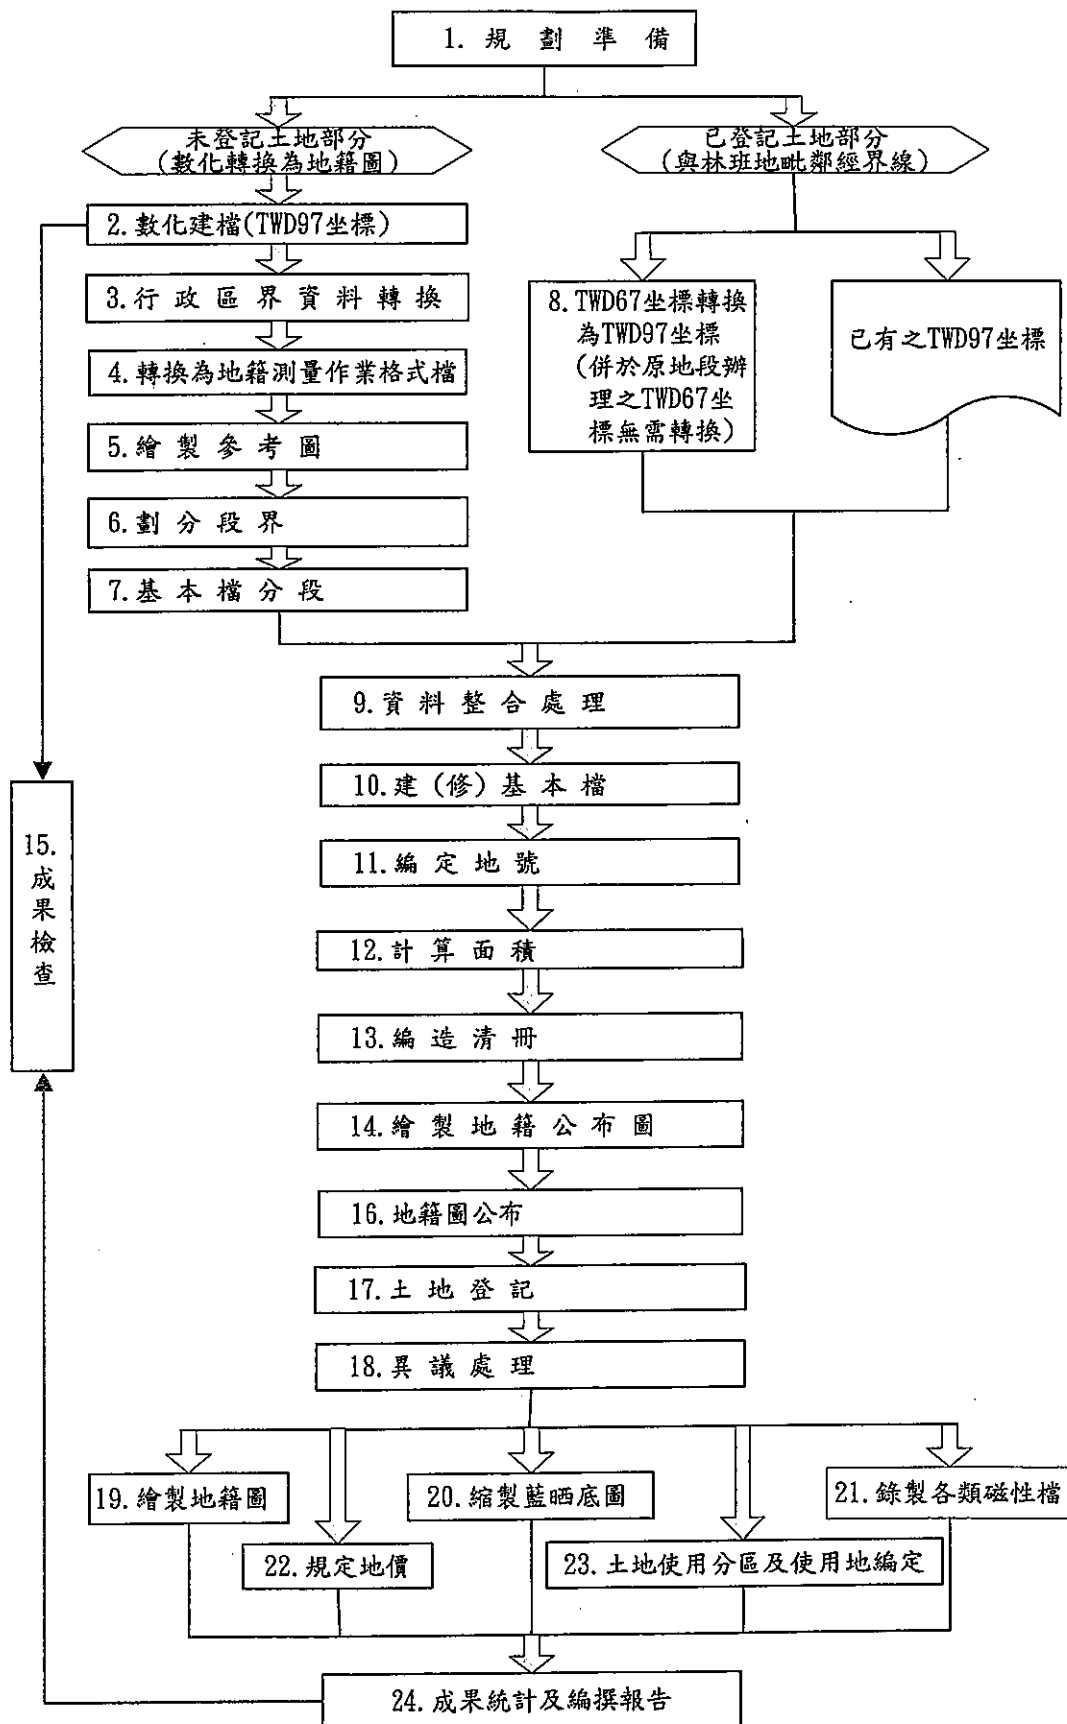 1. 規劃準備
未登記土地部分
(數化轉換為地籍圖)
已登記土地部分
(與林班地毗鄰經界線)
2. 數化建檔(TWD97坐標)
3. 行政區界資料轉換
4. 轉換為地籍測量作業格式檔
5. 繪製參考圖
6. 劃分段界
7. 基本檔分段
8. TWD67坐標轉換
為TWD97坐標
(併於原地段辦
理之TWD67坐
標無需轉換)
已有之TWD97坐標
9. 資料整合處理
10. 建(修)基本檔
11. 編定地號
12. 計算面積
13. 編造清冊
14. 繪製地籍公布圖
15.
成
果
檢
查
16. 地籍圖公布
17. 土地登記
18. 異議處理
19. 繪製地籍圖
20. 縮製藍晒底圖
21. 錄製各類磁性檔
22. 規定地價
23. 土地使用分區及使用地編定
24. 成果統計及編撰報告